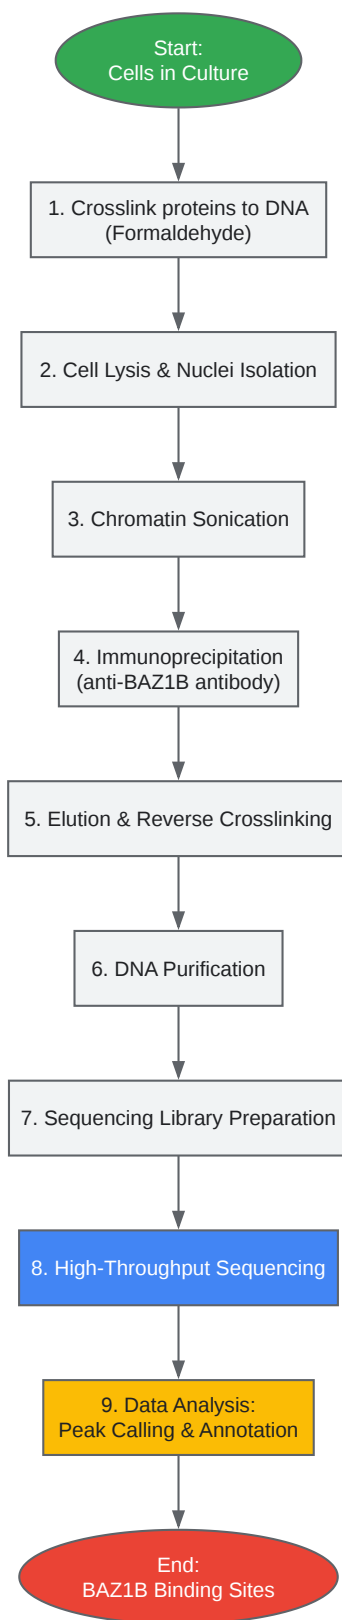 Start:
Cells in Culture
1. Crosslink proteins to DNA
(Formaldehyde)
2. Cell Lysis & Nuclei Isolation
3. Chromatin Sonication
4. Immunoprecipitation
(anti-BAZ1B antibody)
5. Elution & Reverse Crosslinking
6. DNA Purification
7. Sequencing Library Preparation
8. High-Throughput Sequencing
9. Data Analysis:
Peak Calling & Annotation
End:
BAZ1B Binding Sites